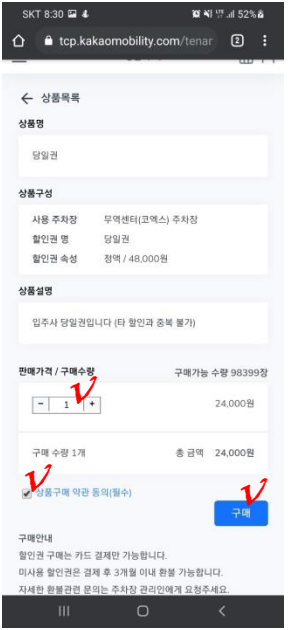 SKT 8:30
52%
tcp.kakaomobility.com/tenar
2
← 상품목록
상품명
당일권
상품구성
사용 주차장 무역센터(코엑스) 주차장
할인권 명 당일권
할인권 속성 정액 / 48,000원
상품설명
입주사 당일권입니다 (타 할인과 중복 불가)
판매가격 / 구매수량 구매가능 수량 98399장
- 1 + 24,000원
구매 수량 1개 총 금액 24,000원
상품구매 약관 동의(필수)
구매
구매안내
할인권 구매는 카드 결제만 가능합니다.
미사용 할인권은 결제 후 3개월 이내 환불 가능합니다.
자세한 환불관련 문의는 주차장 관리인에게 요청주세요.